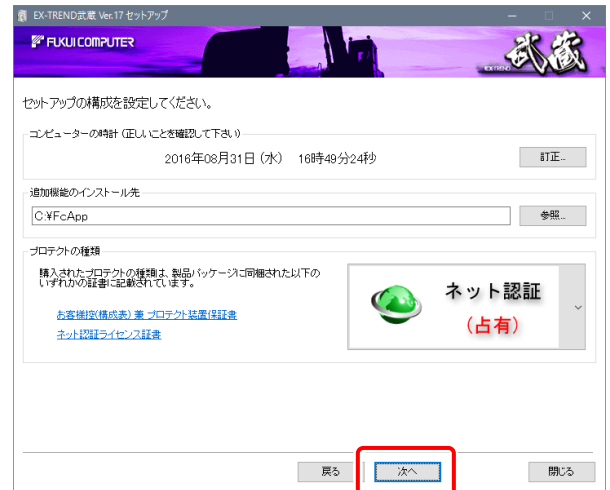 EX-TREND武蔵 Ver.17 セットアップ
FUKUI COMPUTER
EX-TREND 武蔵
セットアップの構成を設定してください。
コンピューターの時計 (正しいことを確認して下さい)
2016年08月31日 (水) 16時49分24秒
訂正...
追加機能のインストール先
C:¥FcApp
参照...
プロテクトの種類
購入されたプロテクトの種類は、製品パッケージに同梱された以下の
いずれかの証書に記載されています。
お客様控(構成表) 兼 プロテクト装置保証書
ネット認証ライセンス証書
ネット認証
(占有)
戻る
次へ
閉じる